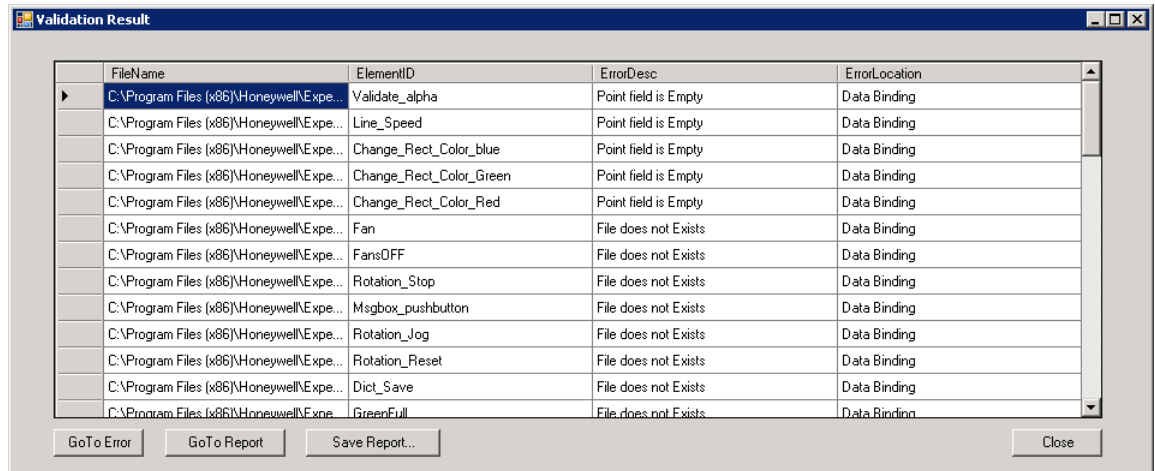 Validation Result
FileName ElementID ErrorDesc ErrorLocation
C:\Program Files (x86)\Honeywell\Expe... Validate_alpha Point field is Empty Data Binding
C:\Program Files (x86)\Honeywell\Expe... Line_Speed Point field is Empty Data Binding
C:\Program Files (x86)\Honeywell\Expe... Change_Rect_Color_blue Point field is Empty Data Binding
C:\Program Files (x86)\Honeywell\Expe... Change_Rect_Color_Green Point field is Empty Data Binding
C:\Program Files (x86)\Honeywell\Expe... Change_Rect_Color_Red Point field is Empty Data Binding
C:\Program Files (x86)\Honeywell\Expe... Fan File does not Exists Data Binding
C:\Program Files (x86)\Honeywell\Expe... FansOFF File does not Exists Data Binding
C:\Program Files (x86)\Honeywell\Expe... Rotation_Stop File does not Exists Data Binding
C:\Program Files (x86)\Honeywell\Expe... Msgbox_pushbutton File does not Exists Data Binding
C:\Program Files (x86)\Honeywell\Expe... Rotation_Jog File does not Exists Data Binding
C:\Program Files (x86)\Honeywell\Expe... Rotation_Reset File does not Exists Data Binding
C:\Program Files (x86)\Honeywell\Expe... Dict_Save File does not Exists Data Binding
C:\Program Files (x86)\Honeywell\Expe GreenFull File does not Exists Data Binding
GoTo Error GoTo Report Save Report... Close